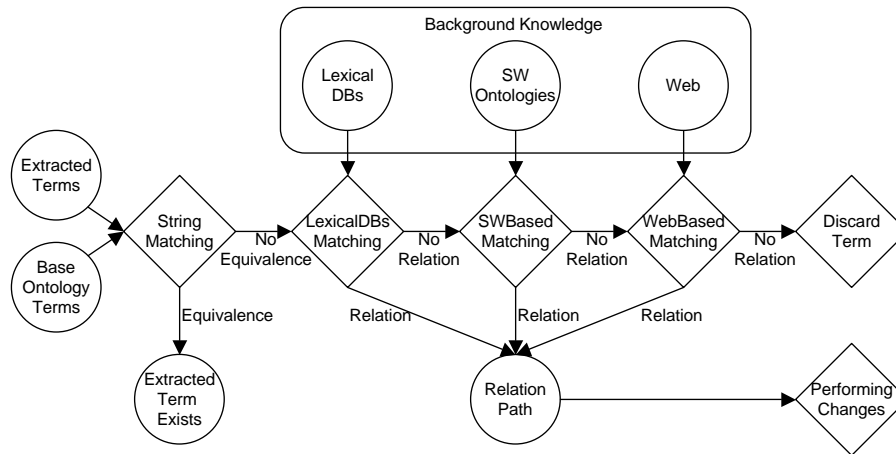 Background Knowledge
Lexical
DBs
SW
Ontologies
Web
Extracted
Terms
Base
Ontology
Terms
String
Matching
No
Equivalence
LexicalDBs
Matching
No
Relation
SWBased
Matching
No
Relation
WebBased
Matching
No
Relation
Discard
Term
Equivalence
Relation
Relation
Relation
Extracted
Term
Exists
Relation
Path
Performing
Changes